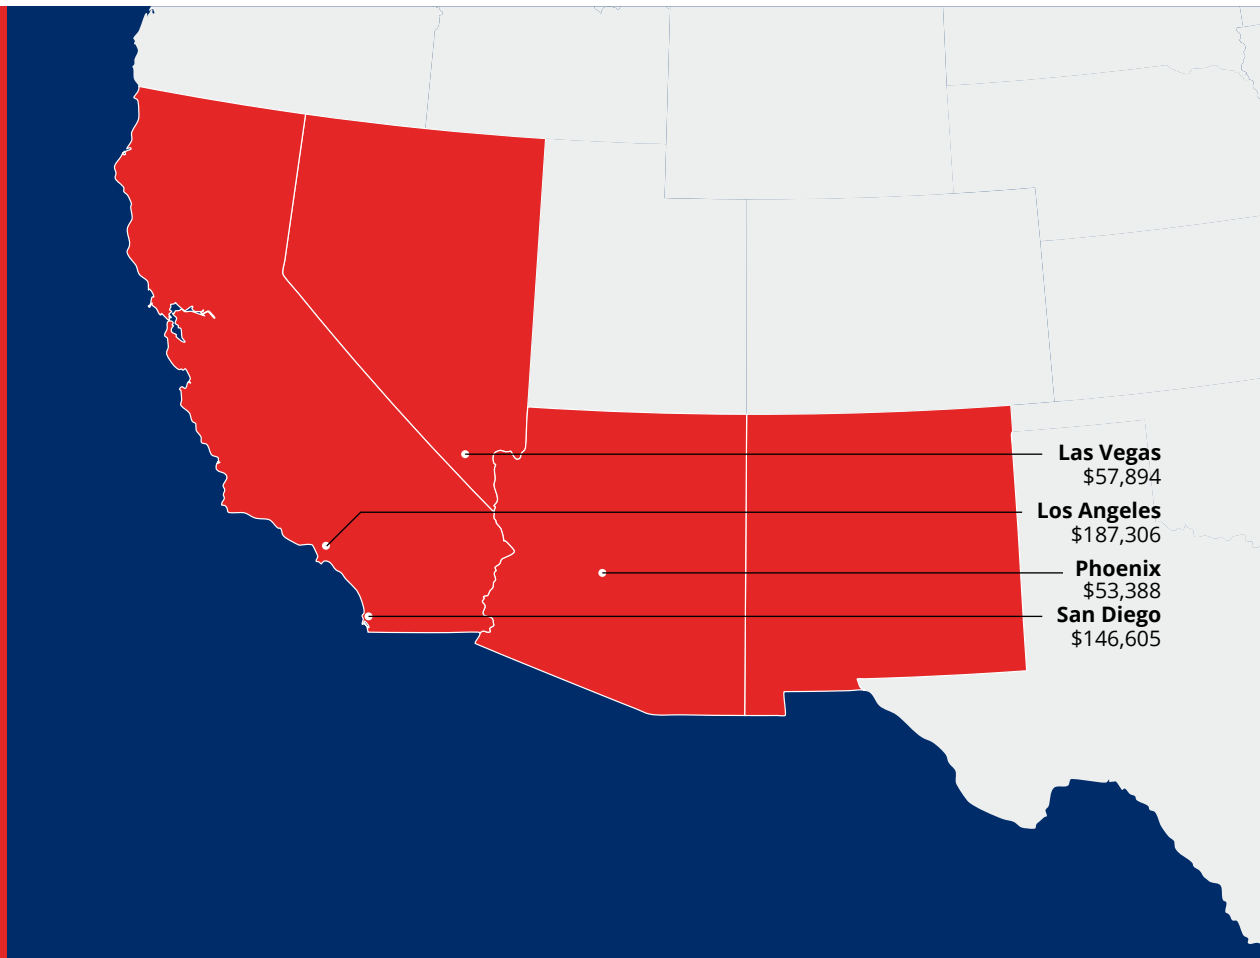 Las Vegas
$57,894
Los Angeles
$187,306
Phoenix
$53,388
San Diego
$146,605